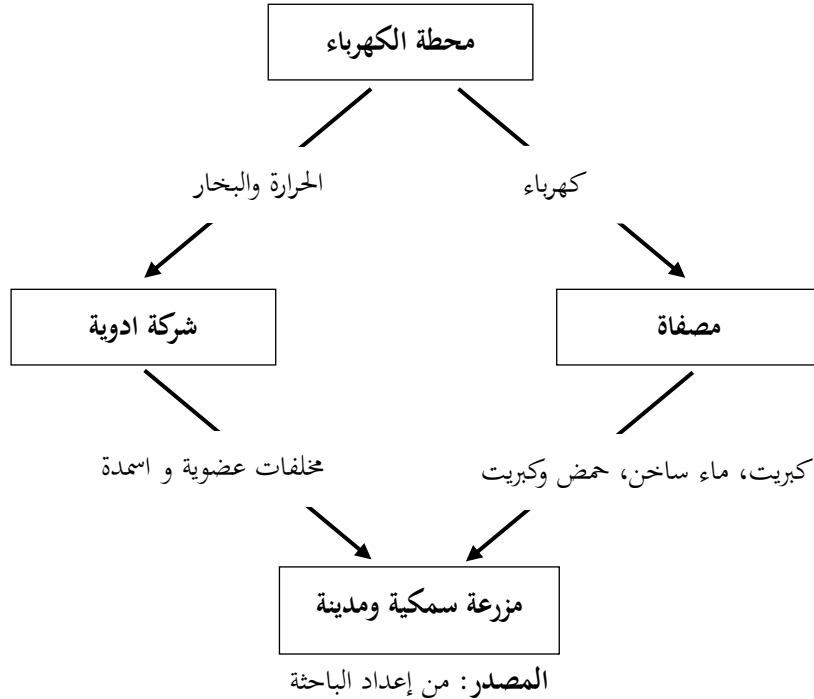 محطة الكهرباء
كهرباء
الحرارة والبخار
مصفاة
شركة ادوية
كبريت، ماء ساخن، حمض وكبريت
مخلفات عضوية و اسمدة
مزرعة سمكية ومدينة
المصدر: من إعداد الباحثة